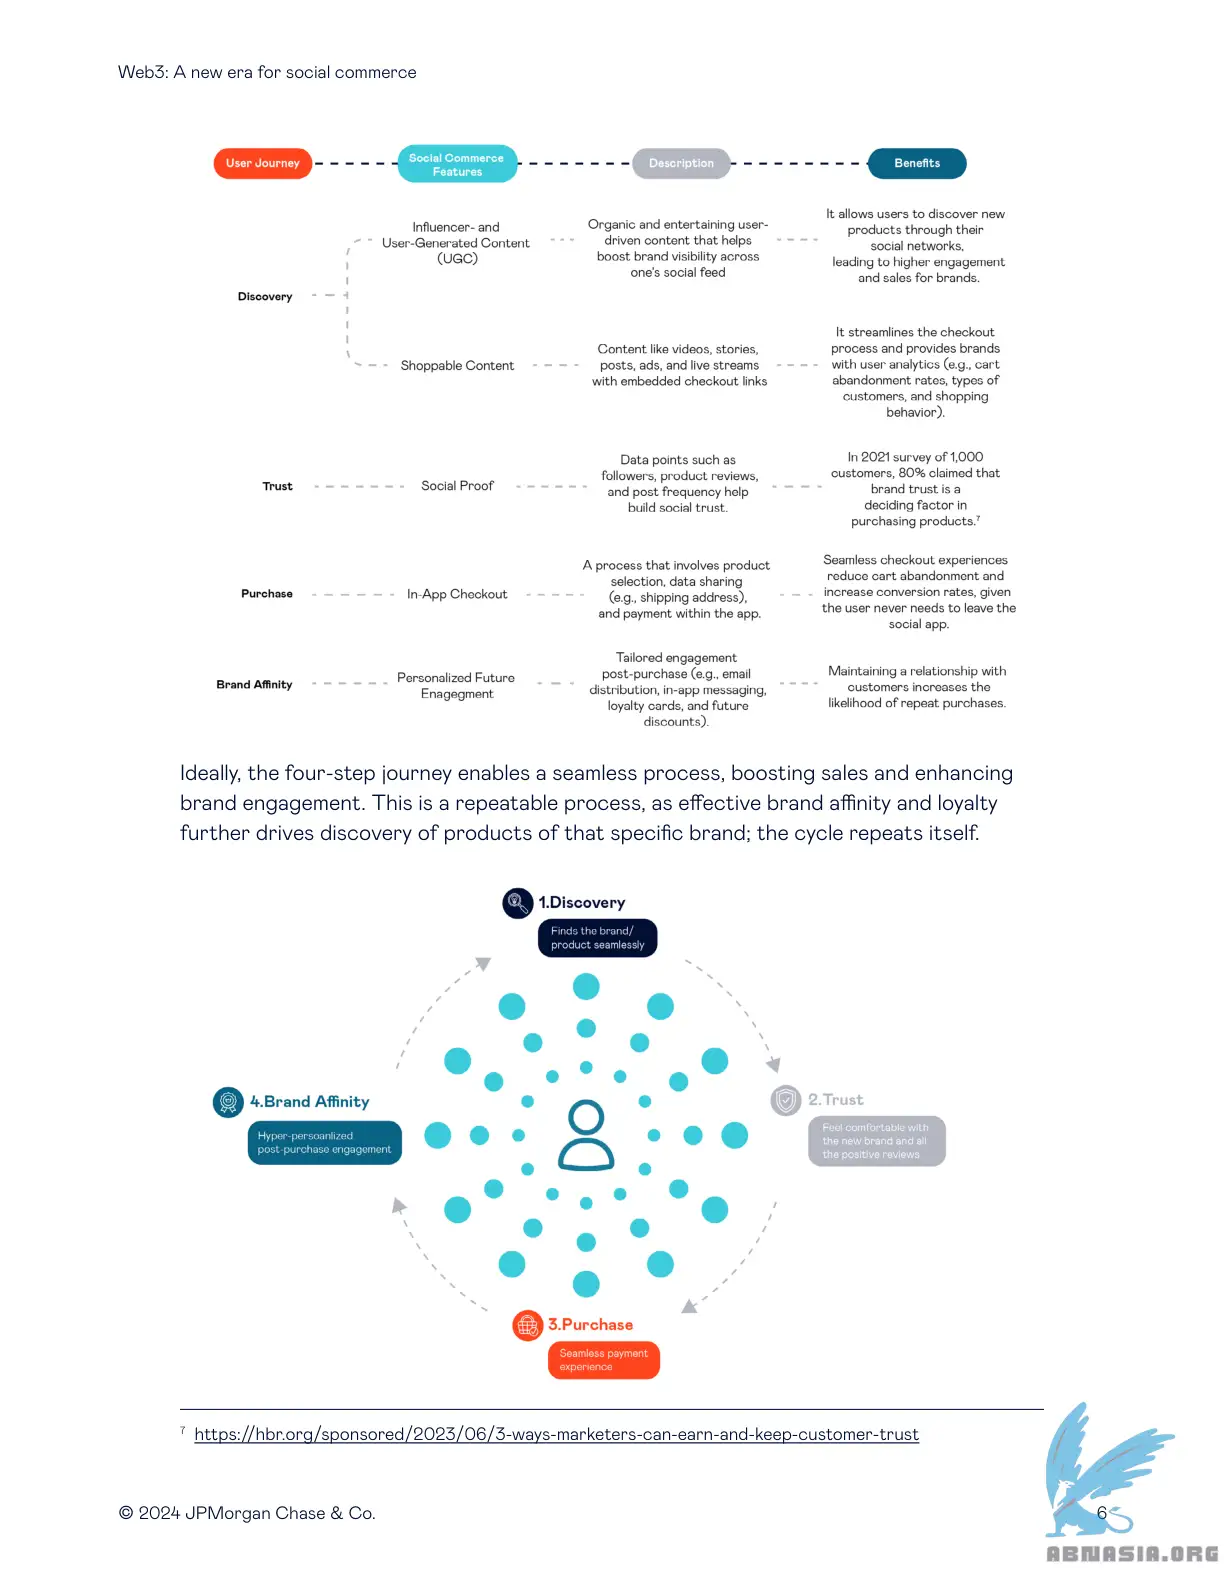 Web3: A new era for social commerce
User Journey
Social Commerce
Features
Description
Benefits
Discovery
Influencer- and
User-Generated Content
(UGC)
Organic and entertaining user-
driven content that helps
boost brand visibility across
one's social feed
It allows users to discover new
products through their
social networks,
leading to higher engagement
and sales for brands.
Shoppable Content
Content like videos, stories,
posts, ads, and live streams
with embedded checkout links
It streamlines the checkout
process and provides brands
with user analytics (e.g., cart
abandonment rates, types of
customers, and shopping
behavior).
Trust
Social Proof
Data points such as
followers, product reviews,
and post frequency help
build social trust.
In 2021 survey of 1,000
customers, 80% claimed that
brand trust is a
deciding factor in
purchasing products.7
Purchase
In-App Checkout
A process that involves product
selection, data sharing
(e.g., shipping address),
and payment within the app.
Seamless checkout experiences
reduce cart abandonment and
increase conversion rates, given
the user never needs to leave the
social app.
Brand Affinity
Personalized Future
Enagegment
Tailored engagement
post-purchase (e.g., email
distribution, in-app messaging,
loyalty cards, and future
discounts).
Maintaining a relationship with
customers increases the
likelihood of repeat purchases.
Ideally, the four-step journey enables a seamless process, boosting sales and enhancing
brand engagement. This is a repeatable process, as effective brand affinity and loyalty
further drives discovery of products of that specific brand; the cycle repeats itself.
1.Discovery
Finds the brand/
product seamlessly
2.Trust
Feel comfortable with
the new brand and all
the positive reviews
3.Purchase
Seamless payment
experience
4.Brand Affinity
Hyper-persoanlized
post-purchase engagement
7 https://hbr.org/sponsored/2023/06/3-ways-marketers-can-earn-and-keep-customer-trust
© 2024 JPMorgan Chase & Co.
6
ABNASIA.ORG